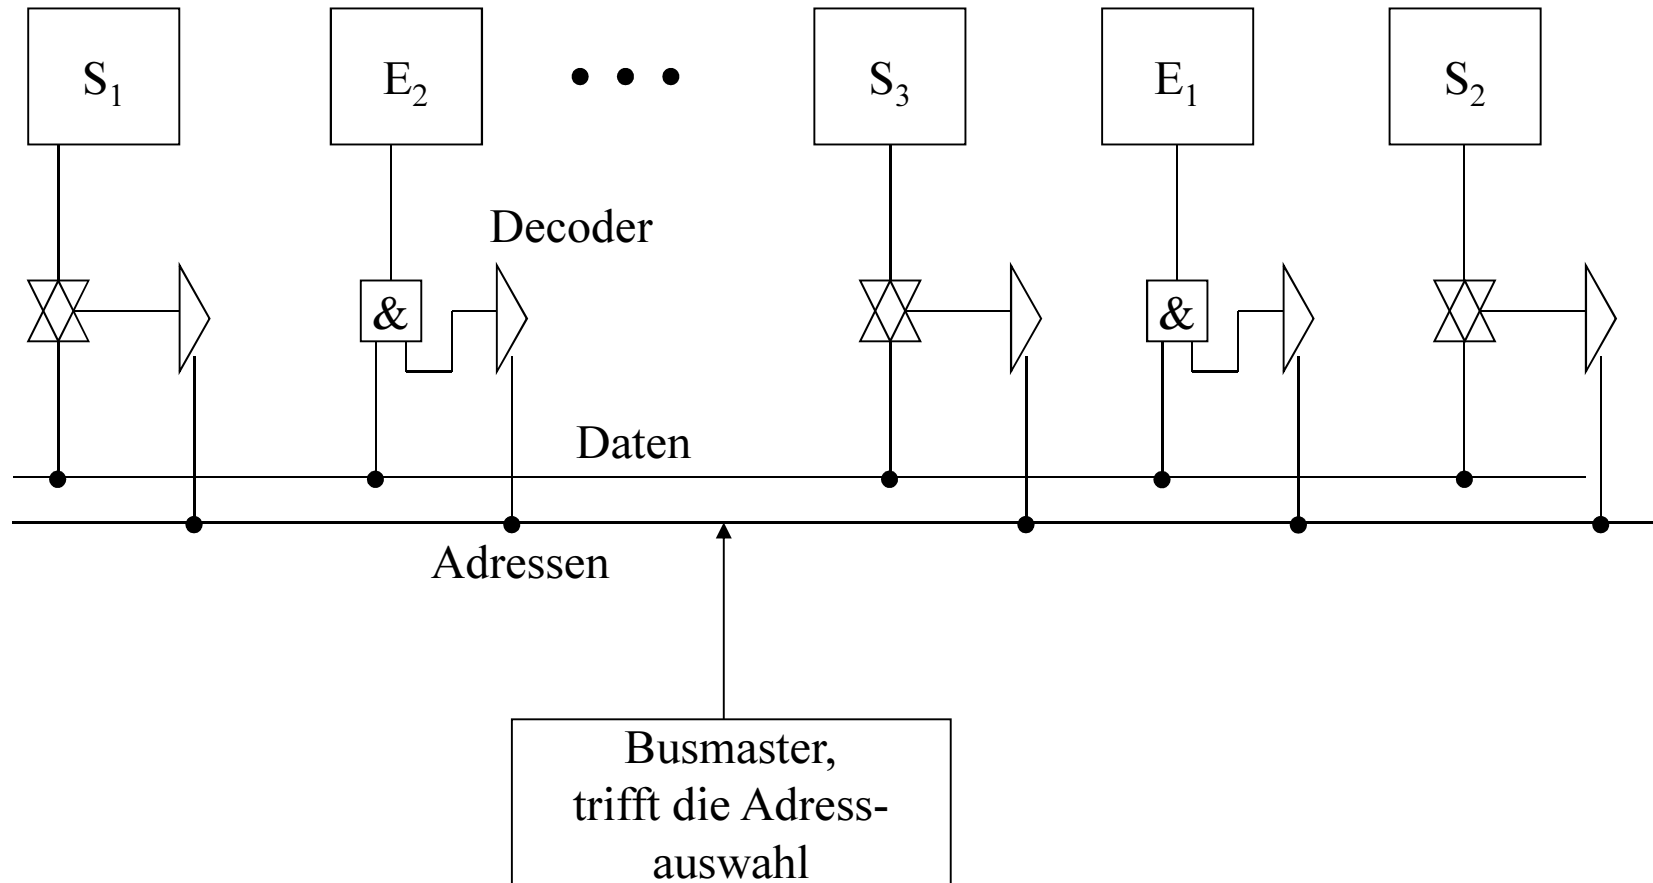 S₁ E₂ • • • S₃ E₁ S₂
Decoder
& &
Daten
Adressen
Busmaster,
trifft die Adress-
auswahl